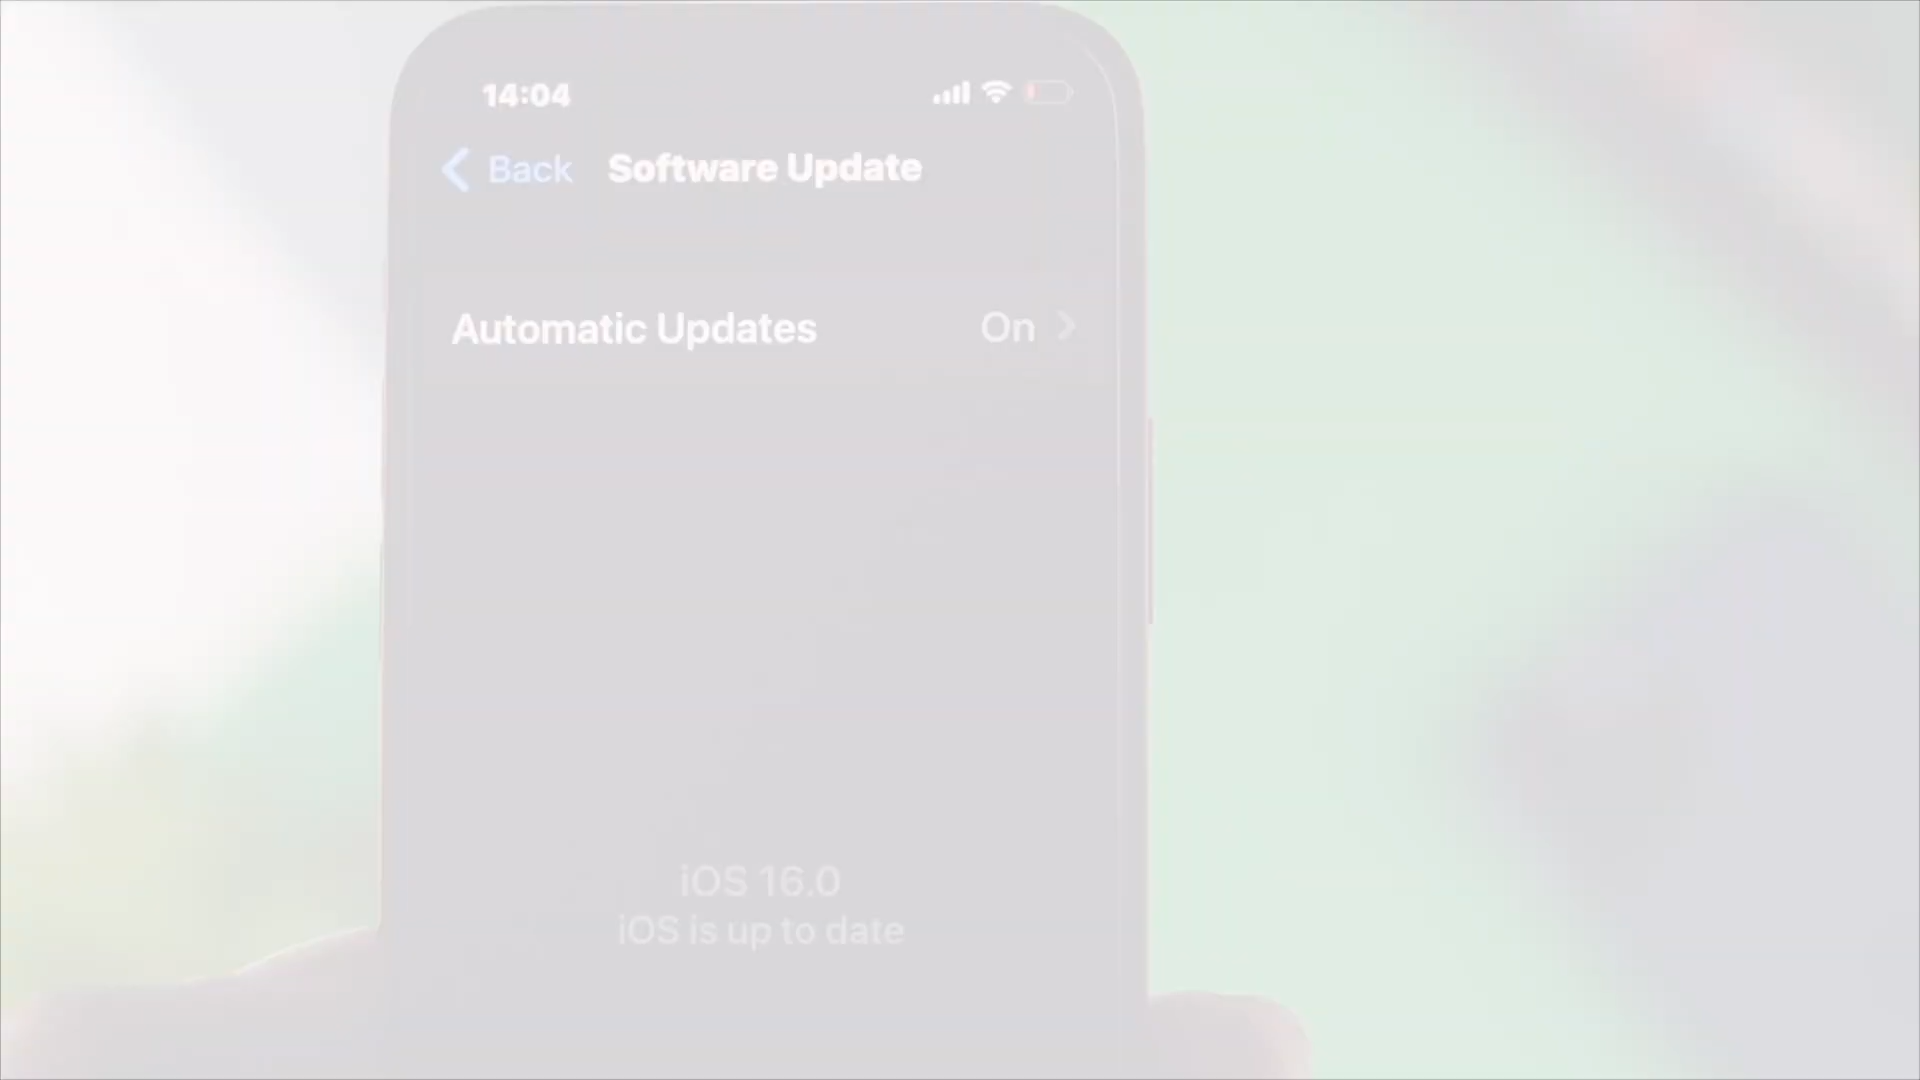 14:04
Back Software Update
Automatic Updates On
iOS 16.0
iOS is up to date